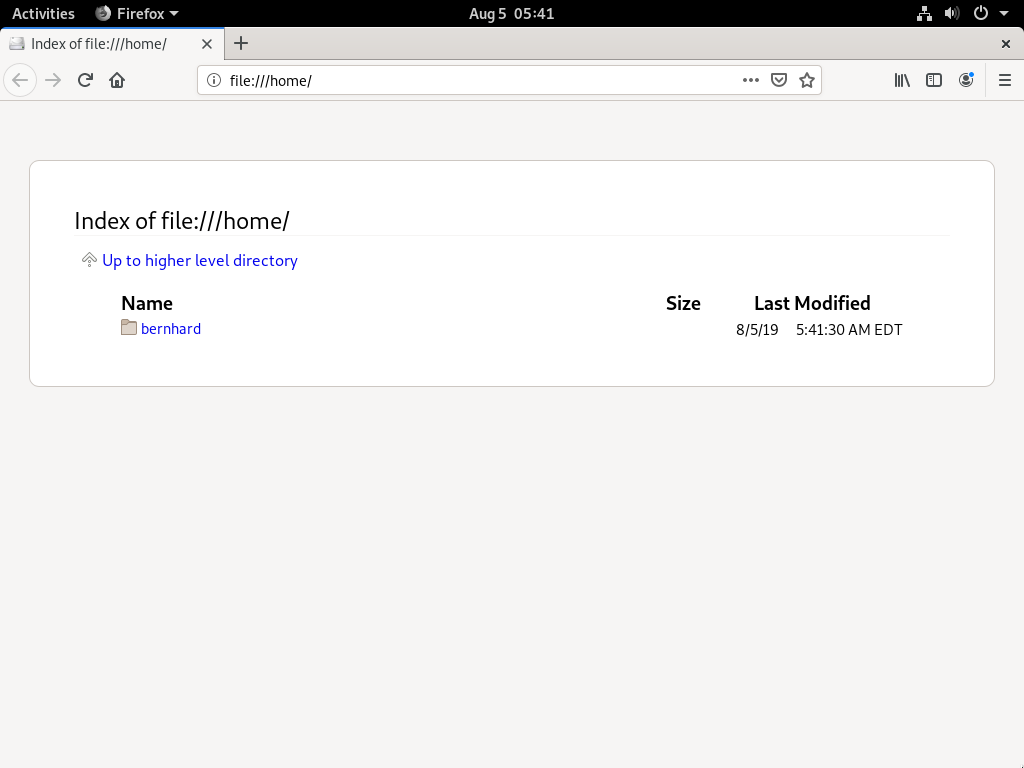 Activities Firefox Aug 5 05:41
Index of file:///home/
file:///home/
Index of file:///home/
Up to higher level directory
Name Size Last Modified
bernhard 8/5/19 5:41:30 AM EDT